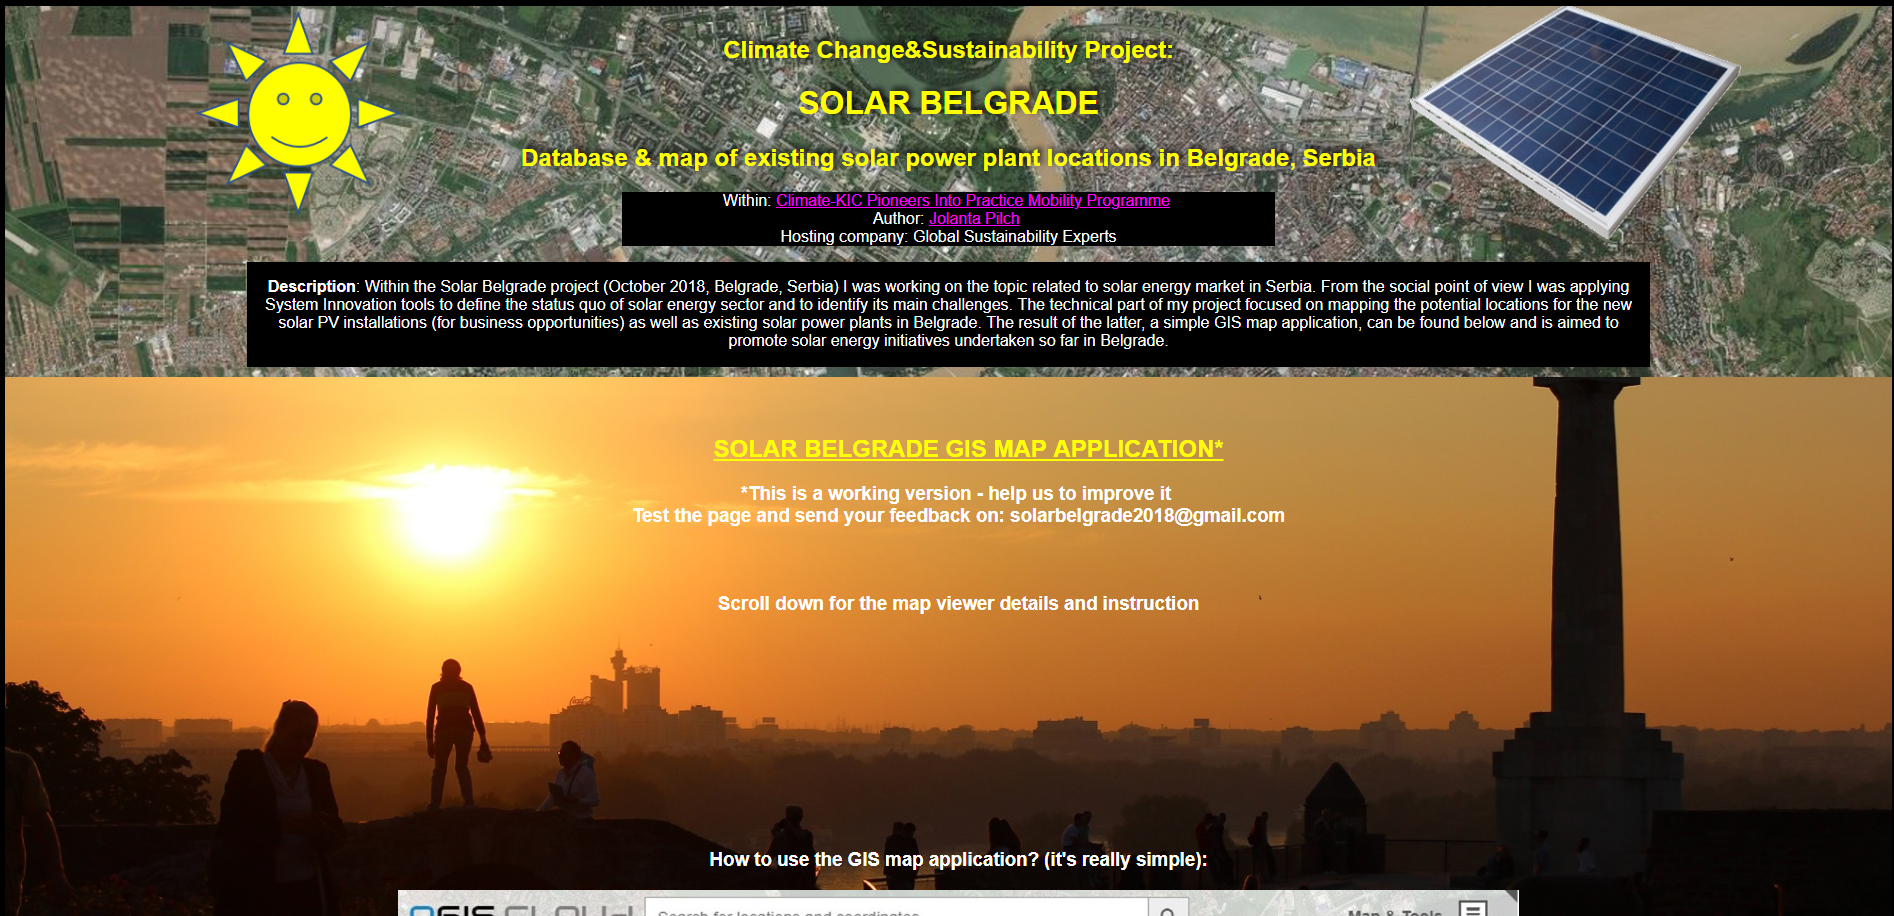 Climate Change&Sustainability Project:
SOLAR BELGRADE
Database & map of existing solar power plant locations in Belgrade, Serbia
Within: Climate-KIC Pioneers Into Practice Mobility Programme
Author: Jolanta Pilch
Hosting company: Global Sustainability Experts
Description: Within the Solar Belgrade project (October 2018, Belgrade, Serbia) I was working on the topic related to solar energy market in Serbia. From the social point of view I was applying
System Innovation tools to define the status quo of solar energy sector and to identify its main challenges. The technical part of my project focused on mapping the potential locations for the new
solar PV installations (for business opportunities) as well as existing solar power plants in Belgrade. The result of the latter, a simple GIS map application, can be found below and is aimed to
promote solar energy initiatives undertaken so far in Belgrade.
SOLAR BELGRADE GIS MAP APPLICATION*
*This is a working version - help us to improve it
Test the page and send your feedback on: solarbelgrade2018@gmail.com
Scroll down for the map viewer details and instruction
Coca-Cola
How to use the GIS map application? (it's really simple):
QGIS CLOUD Search for locations and coordinates... Map & Tools